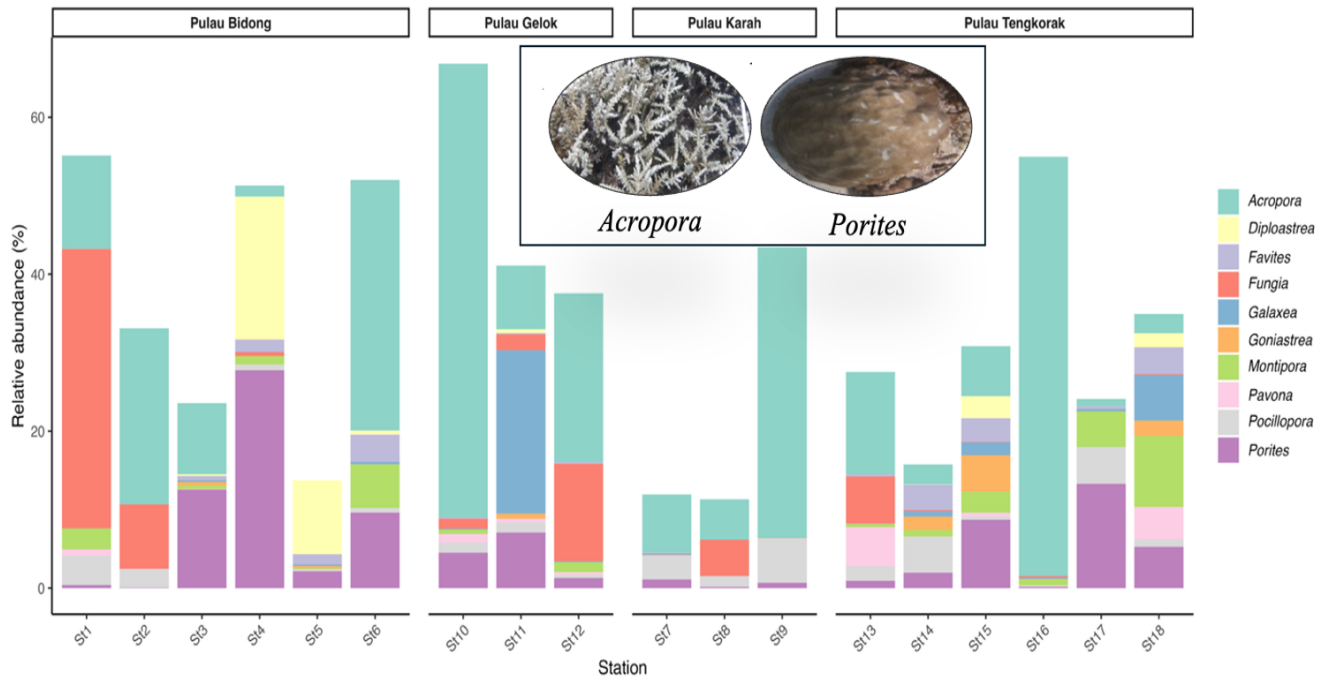 Pulau Bidong
Pulau Gelok
Pulau Karah
Pulau Tengkorak
Acropora
Porites
Relative abundance (%)
60
40
20
0
Acropora
Diploastrea
Favites
Fungia
Galaxea
Goniastrea
Montipora
Pavona
Pocillopora
Porites
St1
St2
St3
St4
St5
St6
St10
St11
St12
St7
St8
St9
St13
St14
St15
St16
St17
St18
Station